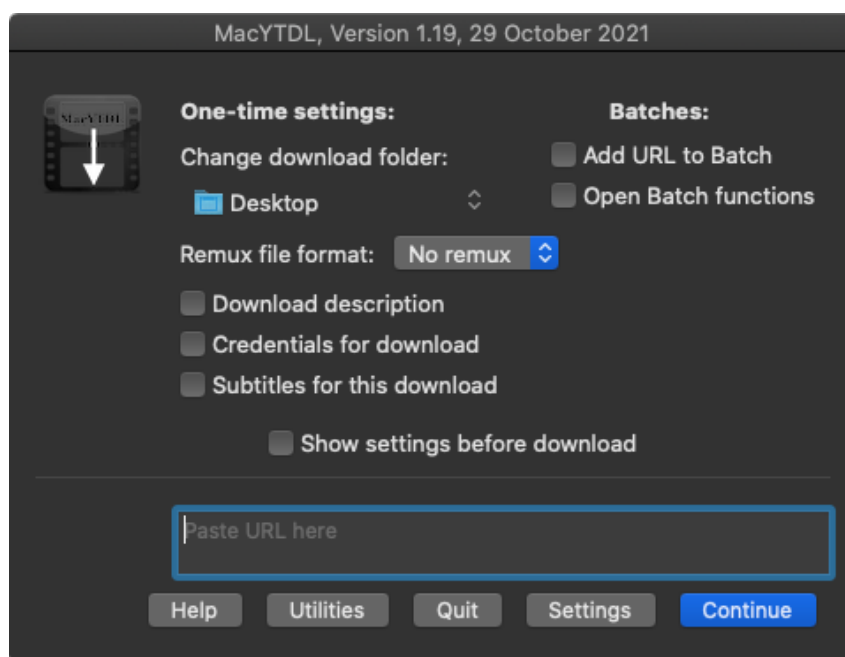 MacYTDL, Version 1.19, 29 October 2021
MacYTDL
One-time settings:
Batches:
Change download folder:
Add URL to Batch
Desktop
Open Batch functions
Remux file format: No remux
Download description
Credentials for download
Subtitles for this download
Show settings before download
Paste URL here
Help Utilities Quit Settings Continue